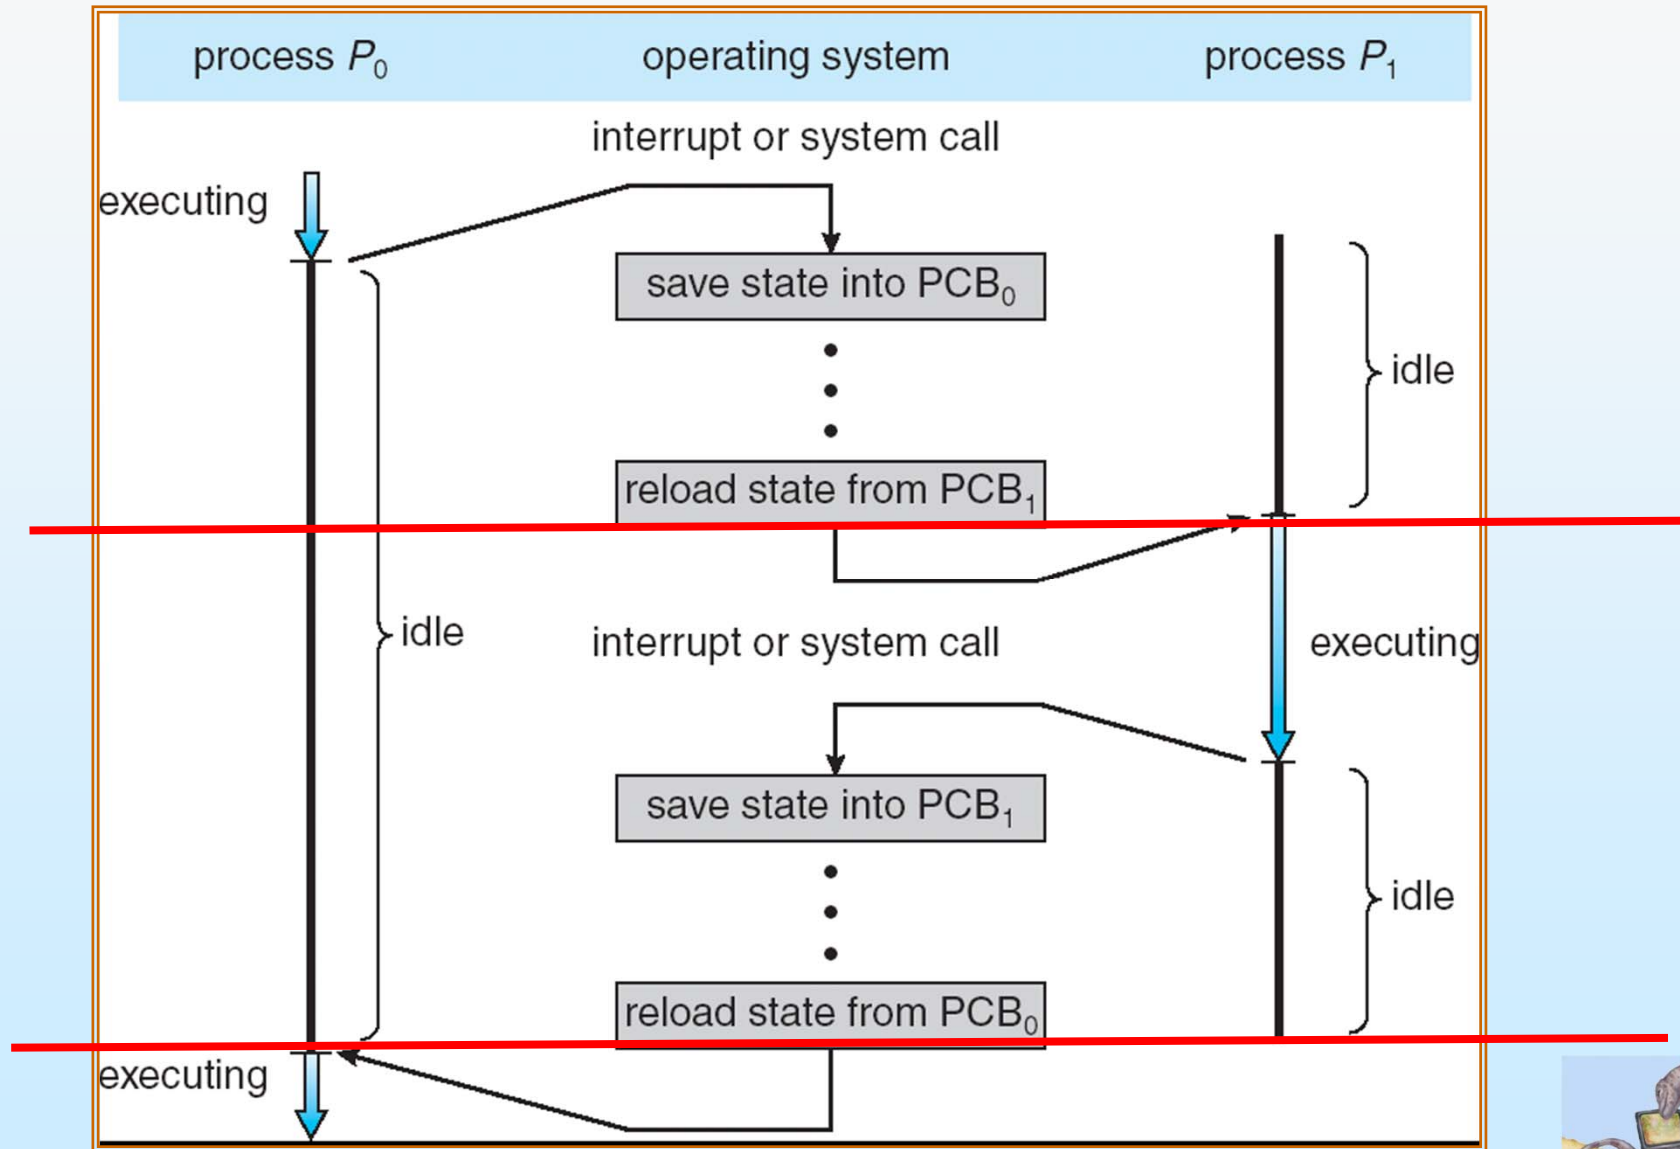 process P₀ operating system process P₁
interrupt or system call
executing
save state into PCB₀
idle
reload state from PCB₁
idle
interrupt or system call
executing
save state into PCB₁
idle
reload state from PCB₀
executing